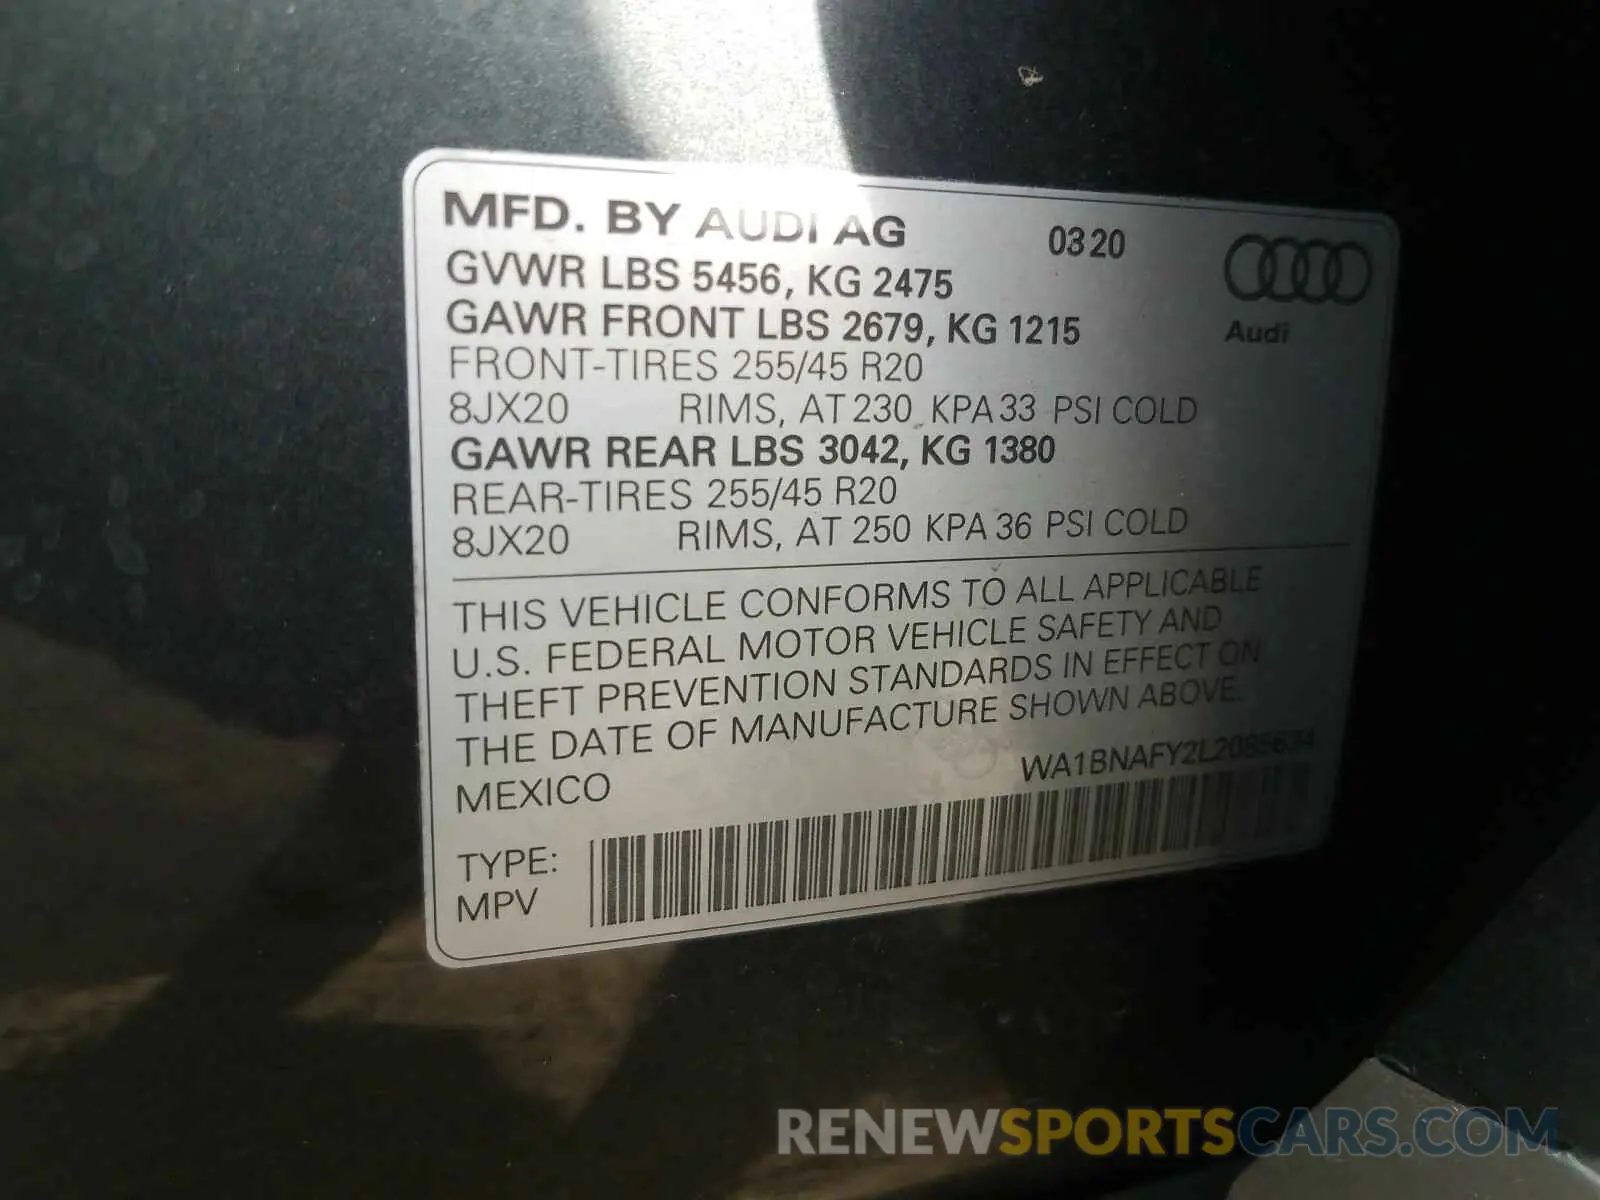 MFD. BY AUDI AG 03 20
GVWR LBS 5456, KG 2475
GAWR FRONT LBS 2679, KG 1215
Audi
FRONT-TIRES 255/45 R20
8JX20 RIMS, AT 230 KPA 33 PSI COLD
GAWR REAR LBS 3042, KG 1380
REAR-TIRES 255/45 R20
8JX20 RIMS, AT 250 KPA 36 PSI COLD
THIS VEHICLE CONFORMS TO ALL APPLICABLE
U.S. FEDERAL MOTOR VEHICLE SAFETY AND
THEFT PREVENTION STANDARDS IN EFFECT ON
THE DATE OF MANUFACTURE SHOWN ABOVE.
MEXICO
TYPE:
MPV
RENEWSPORTSCARS.COM